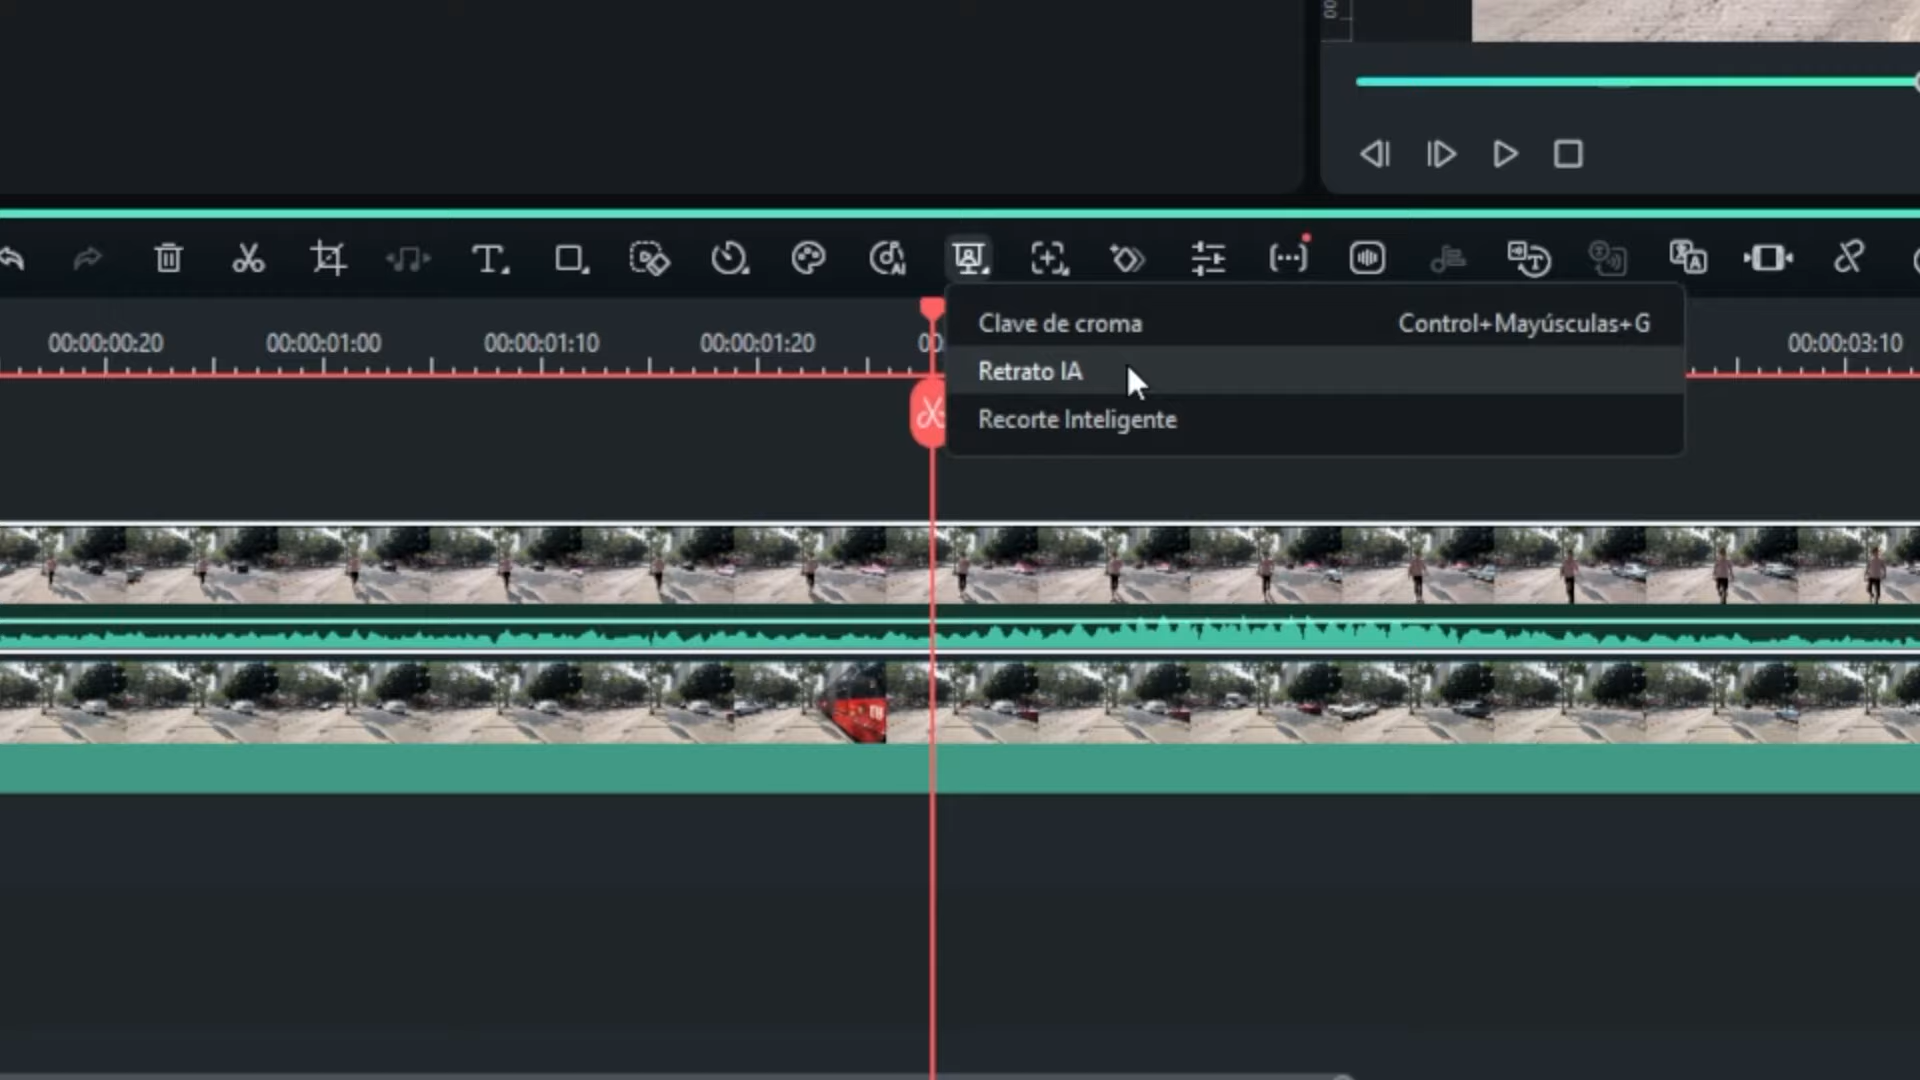 00:00:00:20 00:00:01:00 00:00:01:10 00:00:01:20 00:00:03:10
Clave de croma Control+Mayúsculas+G
Retrato IA
Recorte Inteligente